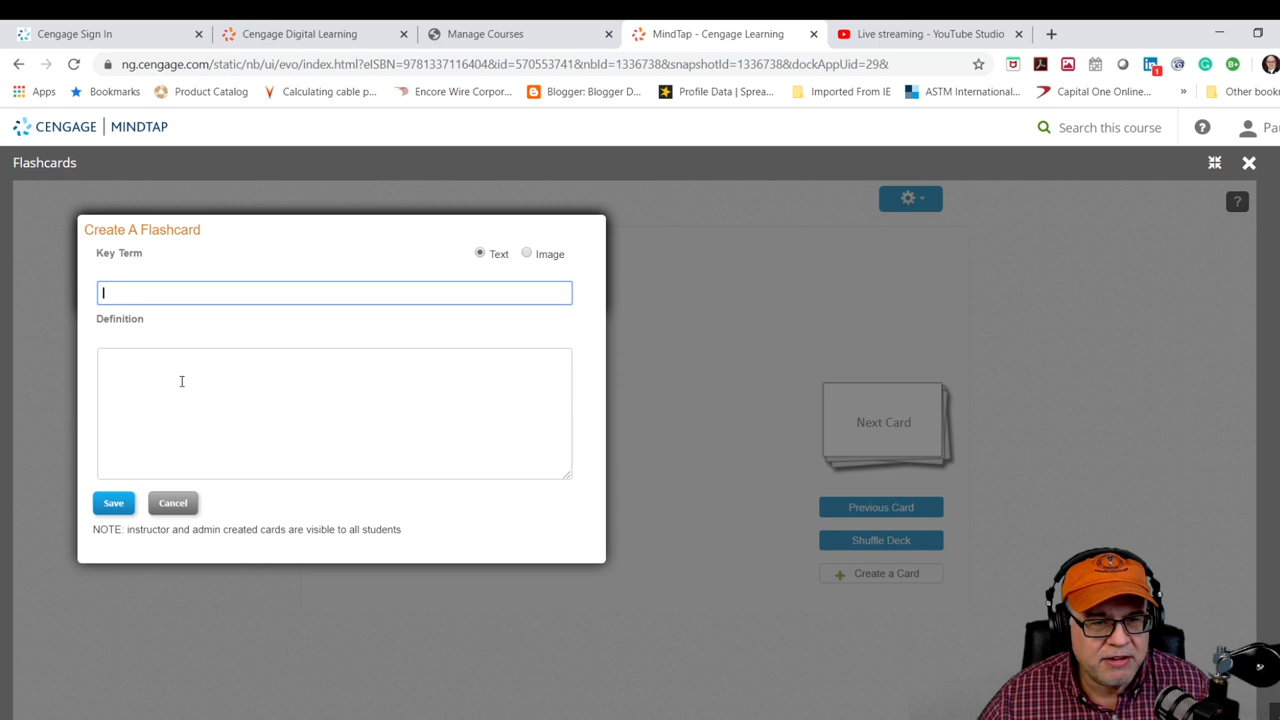 Cengage Sign In
Cengage Digital Learning
Manage Courses
MindTap - Cengage Learning
Live streaming - YouTube Studio
ng.cengage.com/static/nb/ui/evo/index.html?eISBN=9781337116404&id=570553741&nbId=1336738&snapshotId=1336738&dockAppUid=29&
1
Apps
Bookmarks
Product Catalog
Calculating cable p...
Encore Wire Corpor...
Blogger: Blogger D...
Profile Data | Sprea...
Imported From IE
ASTM International...
Capital One Online...
»
Other book
CENGAGE | MINDTAP
Search this course
?
Pa
Flashcards
?
Create A Flashcard
Key Term
Text
Image
Definition
Next Card
Save
Cancel
Previous Card
NOTE: instructor and admin created cards are visible to all students
Shuffle Deck
Create a Card